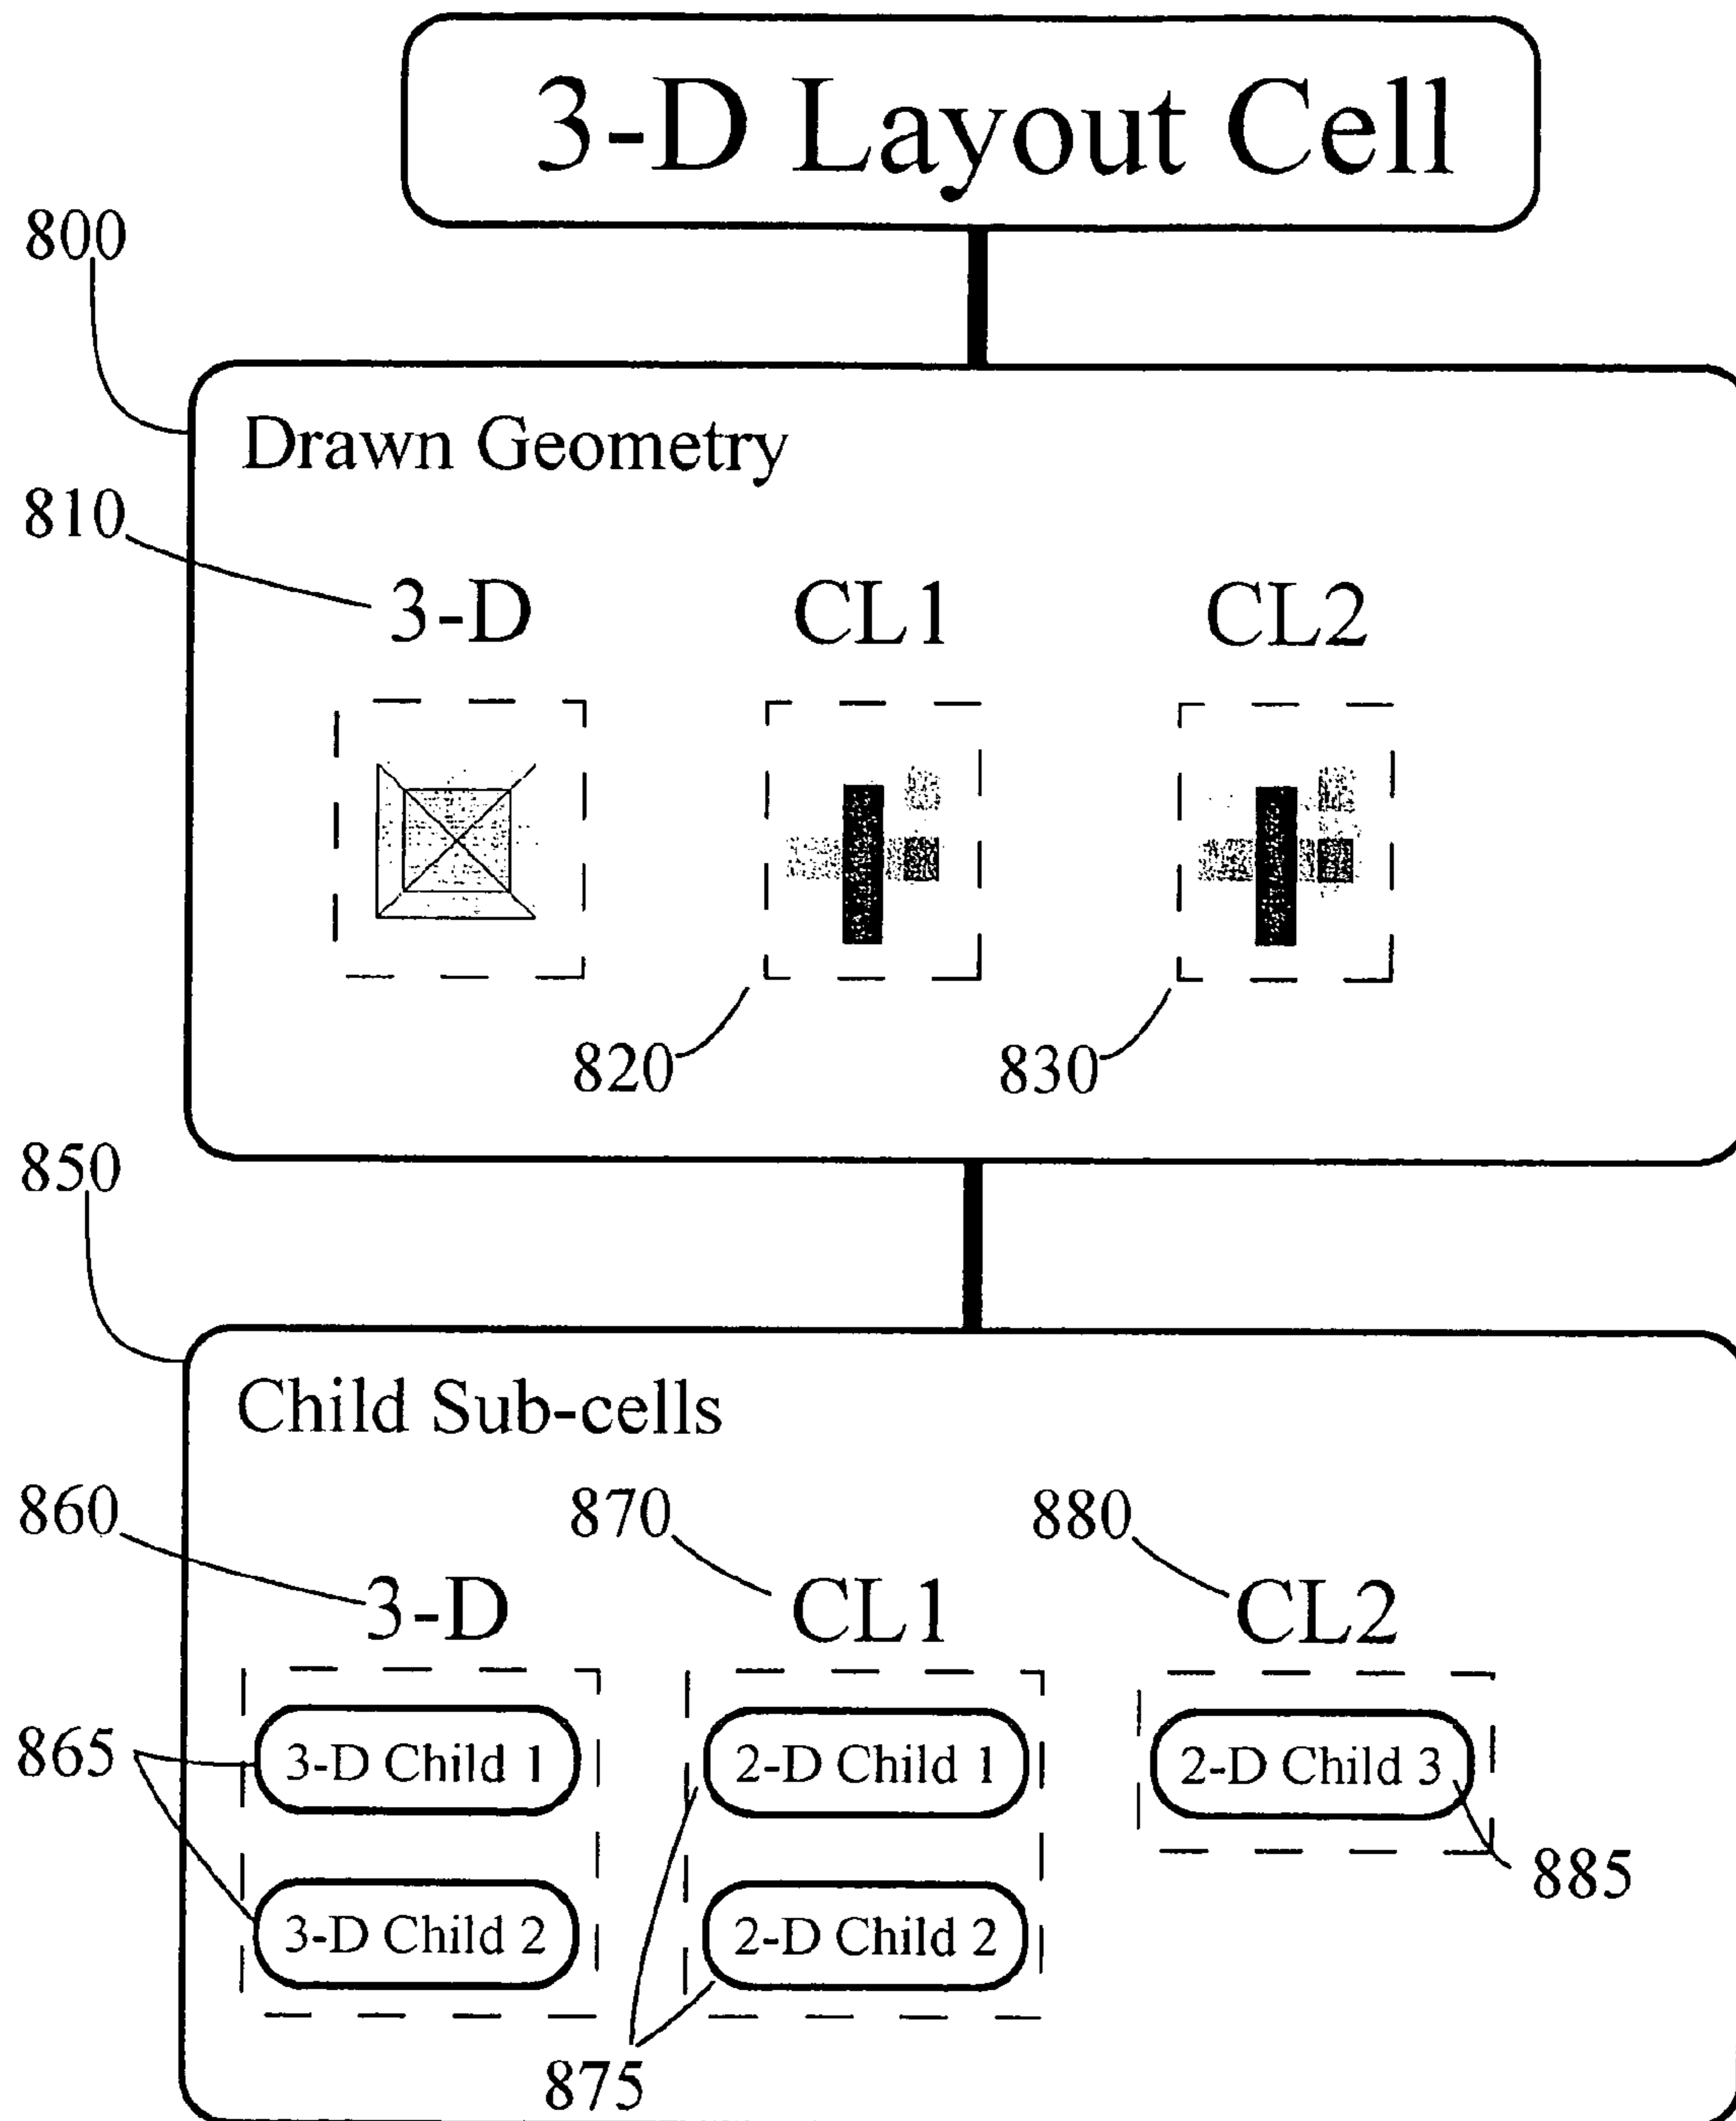 3-D Layout Cell
800
Drawn Geometry
810
3-D CL1 CL2
820 830
850
Child Sub-cells
860 870 880
3-D CL1 CL2
865 3-D Child 1 2-D Child 1 2-D Child 3
885
3-D Child 2 2-D Child 2
875